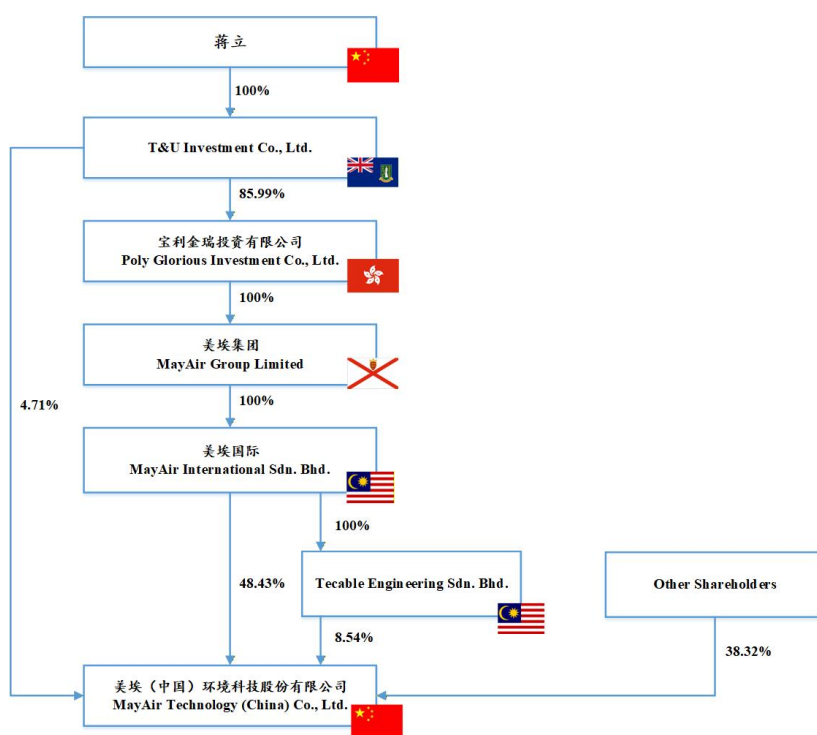 蒋立
100%
T&U Investment Co., Ltd.
85.99%
宝利金瑞投资有限公司
Poly Glorious Investment Co., Ltd.
100%
美埃集团
MayAir Group Limited
4.71%
100%
美埃国际
MayAir International Sdn. Bhd.
100%
48.43%
Tecable Engineering Sdn. Bhd.
Other Shareholders
8.54%
38.32%
美埃（中国）环境科技股份有限公司
MayAir Technology (China) Co., Ltd.